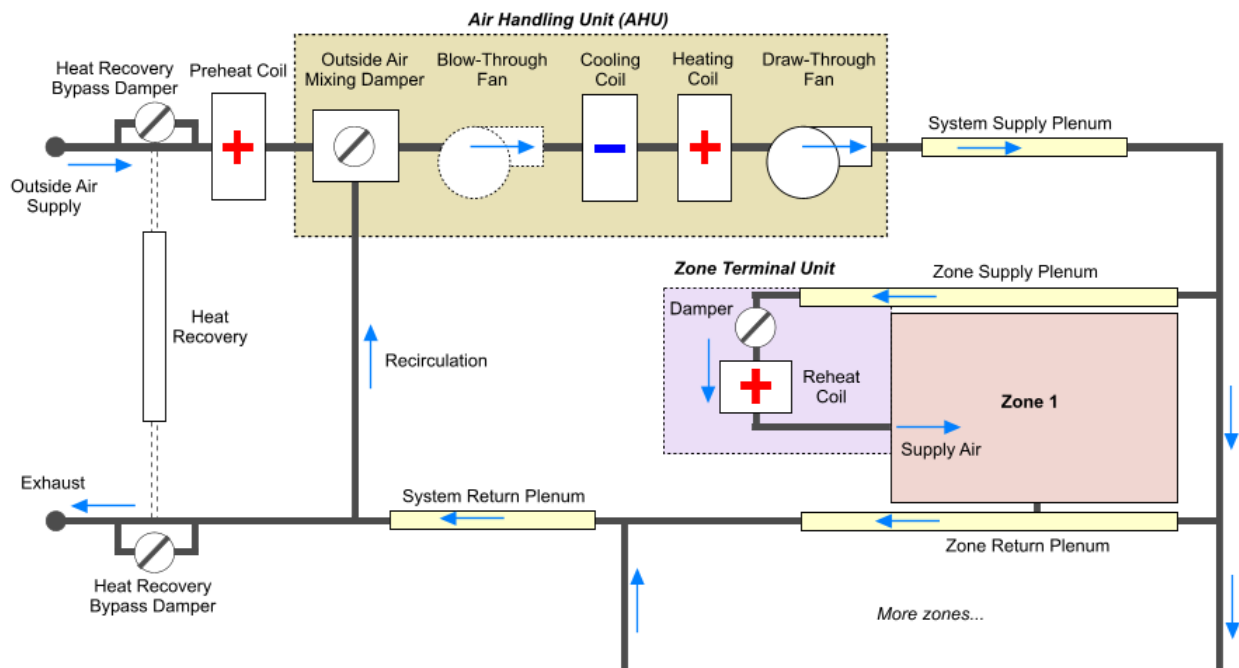 Air Handling Unit (AHU)
Heat Recovery
Bypass Damper
Preheat Coil
Outside Air
Mixing Damper
Blow-Through
Fan
Cooling
Coil
Heating
Coil
Draw-Through
Fan
System Supply Plenum
Outside Air
Supply
Zone Terminal Unit
Zone Supply Plenum
Damper
Heat
Recovery
Recirculation
Reheat
Coil
Zone 1
Supply Air
Exhaust
System Return Plenum
Zone Return Plenum
Heat Recovery
Bypass Damper
More zones...